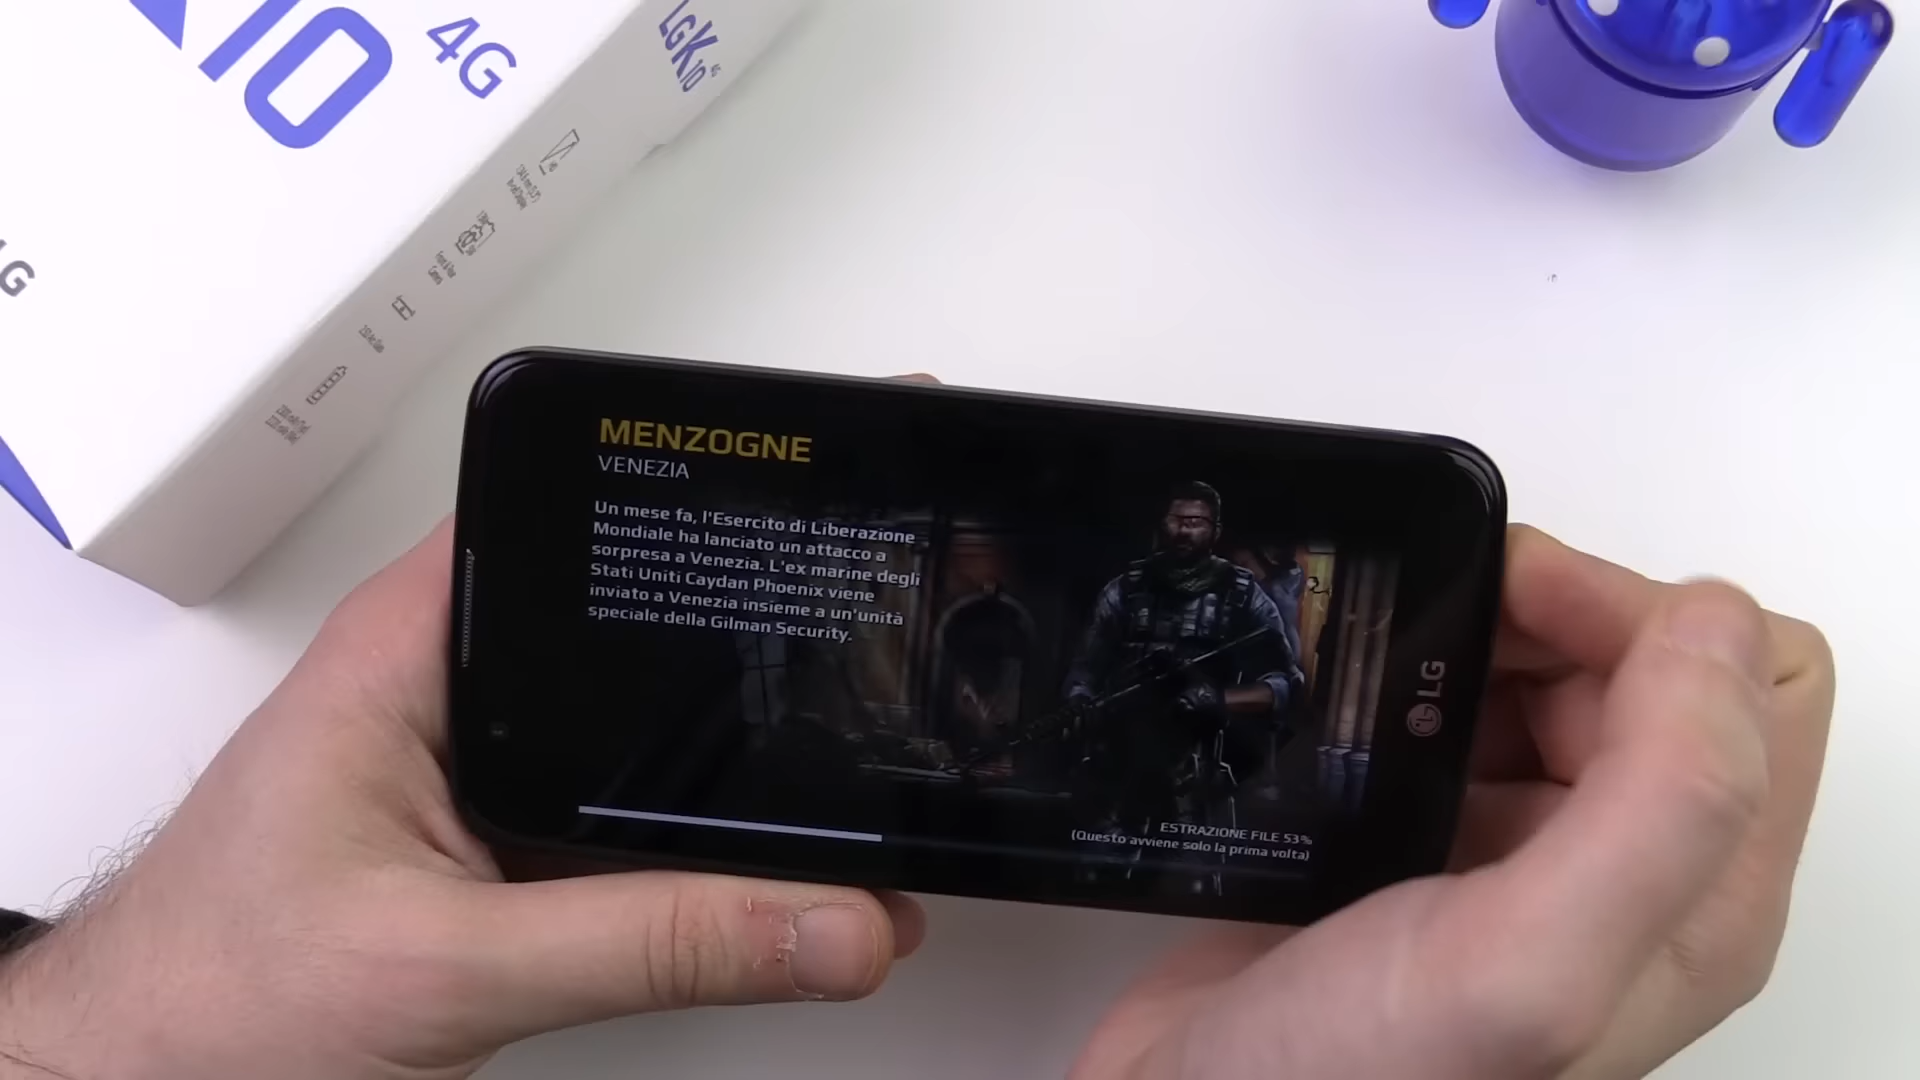 K10
4G
LGK10
LG
MENZOGNE
VENEZIA
Un mese fa, l'Esercito di Liberazione
Mondiale ha lanciato un attacco a
sorpresa a Venezia. L'ex marine degli
Stati Uniti Caydan Phoenix viene
inviato a Venezia insieme a un'unità
speciale della Gilman Security.
LG
ESTRAZIONE FILE 53%
(Questo avviene solo la prima volta)